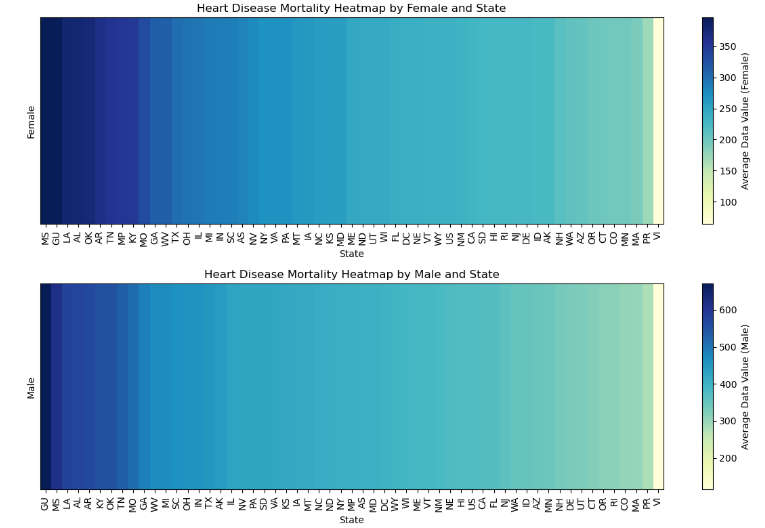 Heart Disease Mortality Heatmap by Female and State
Female
MS GU LA AL OK AR TN MP KY MO GA WV TX OH IL MI IN SC AS NV NY VA PA MT IA NC KS MD ME ND UT WI FL DC NE VT WY US NM CA SD HI RI NJ DE ID AK NH WA AZ OR CT CO MN MA PR VI
State
350
300
250
200
150
100
Average Data Value (Female)
Heart Disease Mortality Heatmap by Male and State
Male
GU MS LA AL AR KY OK TN MO GA WV MI SC OH IN TX AK IL NV PA SD VA KS IA MT NC ND NY MP AS MD DC WY WI ME VT NM NE HI US CA FL NJ WA ID AZ MN NH DE UT CT OR RI CO MA PR VI
State
600
500
400
300
200
Average Data Value (Male)